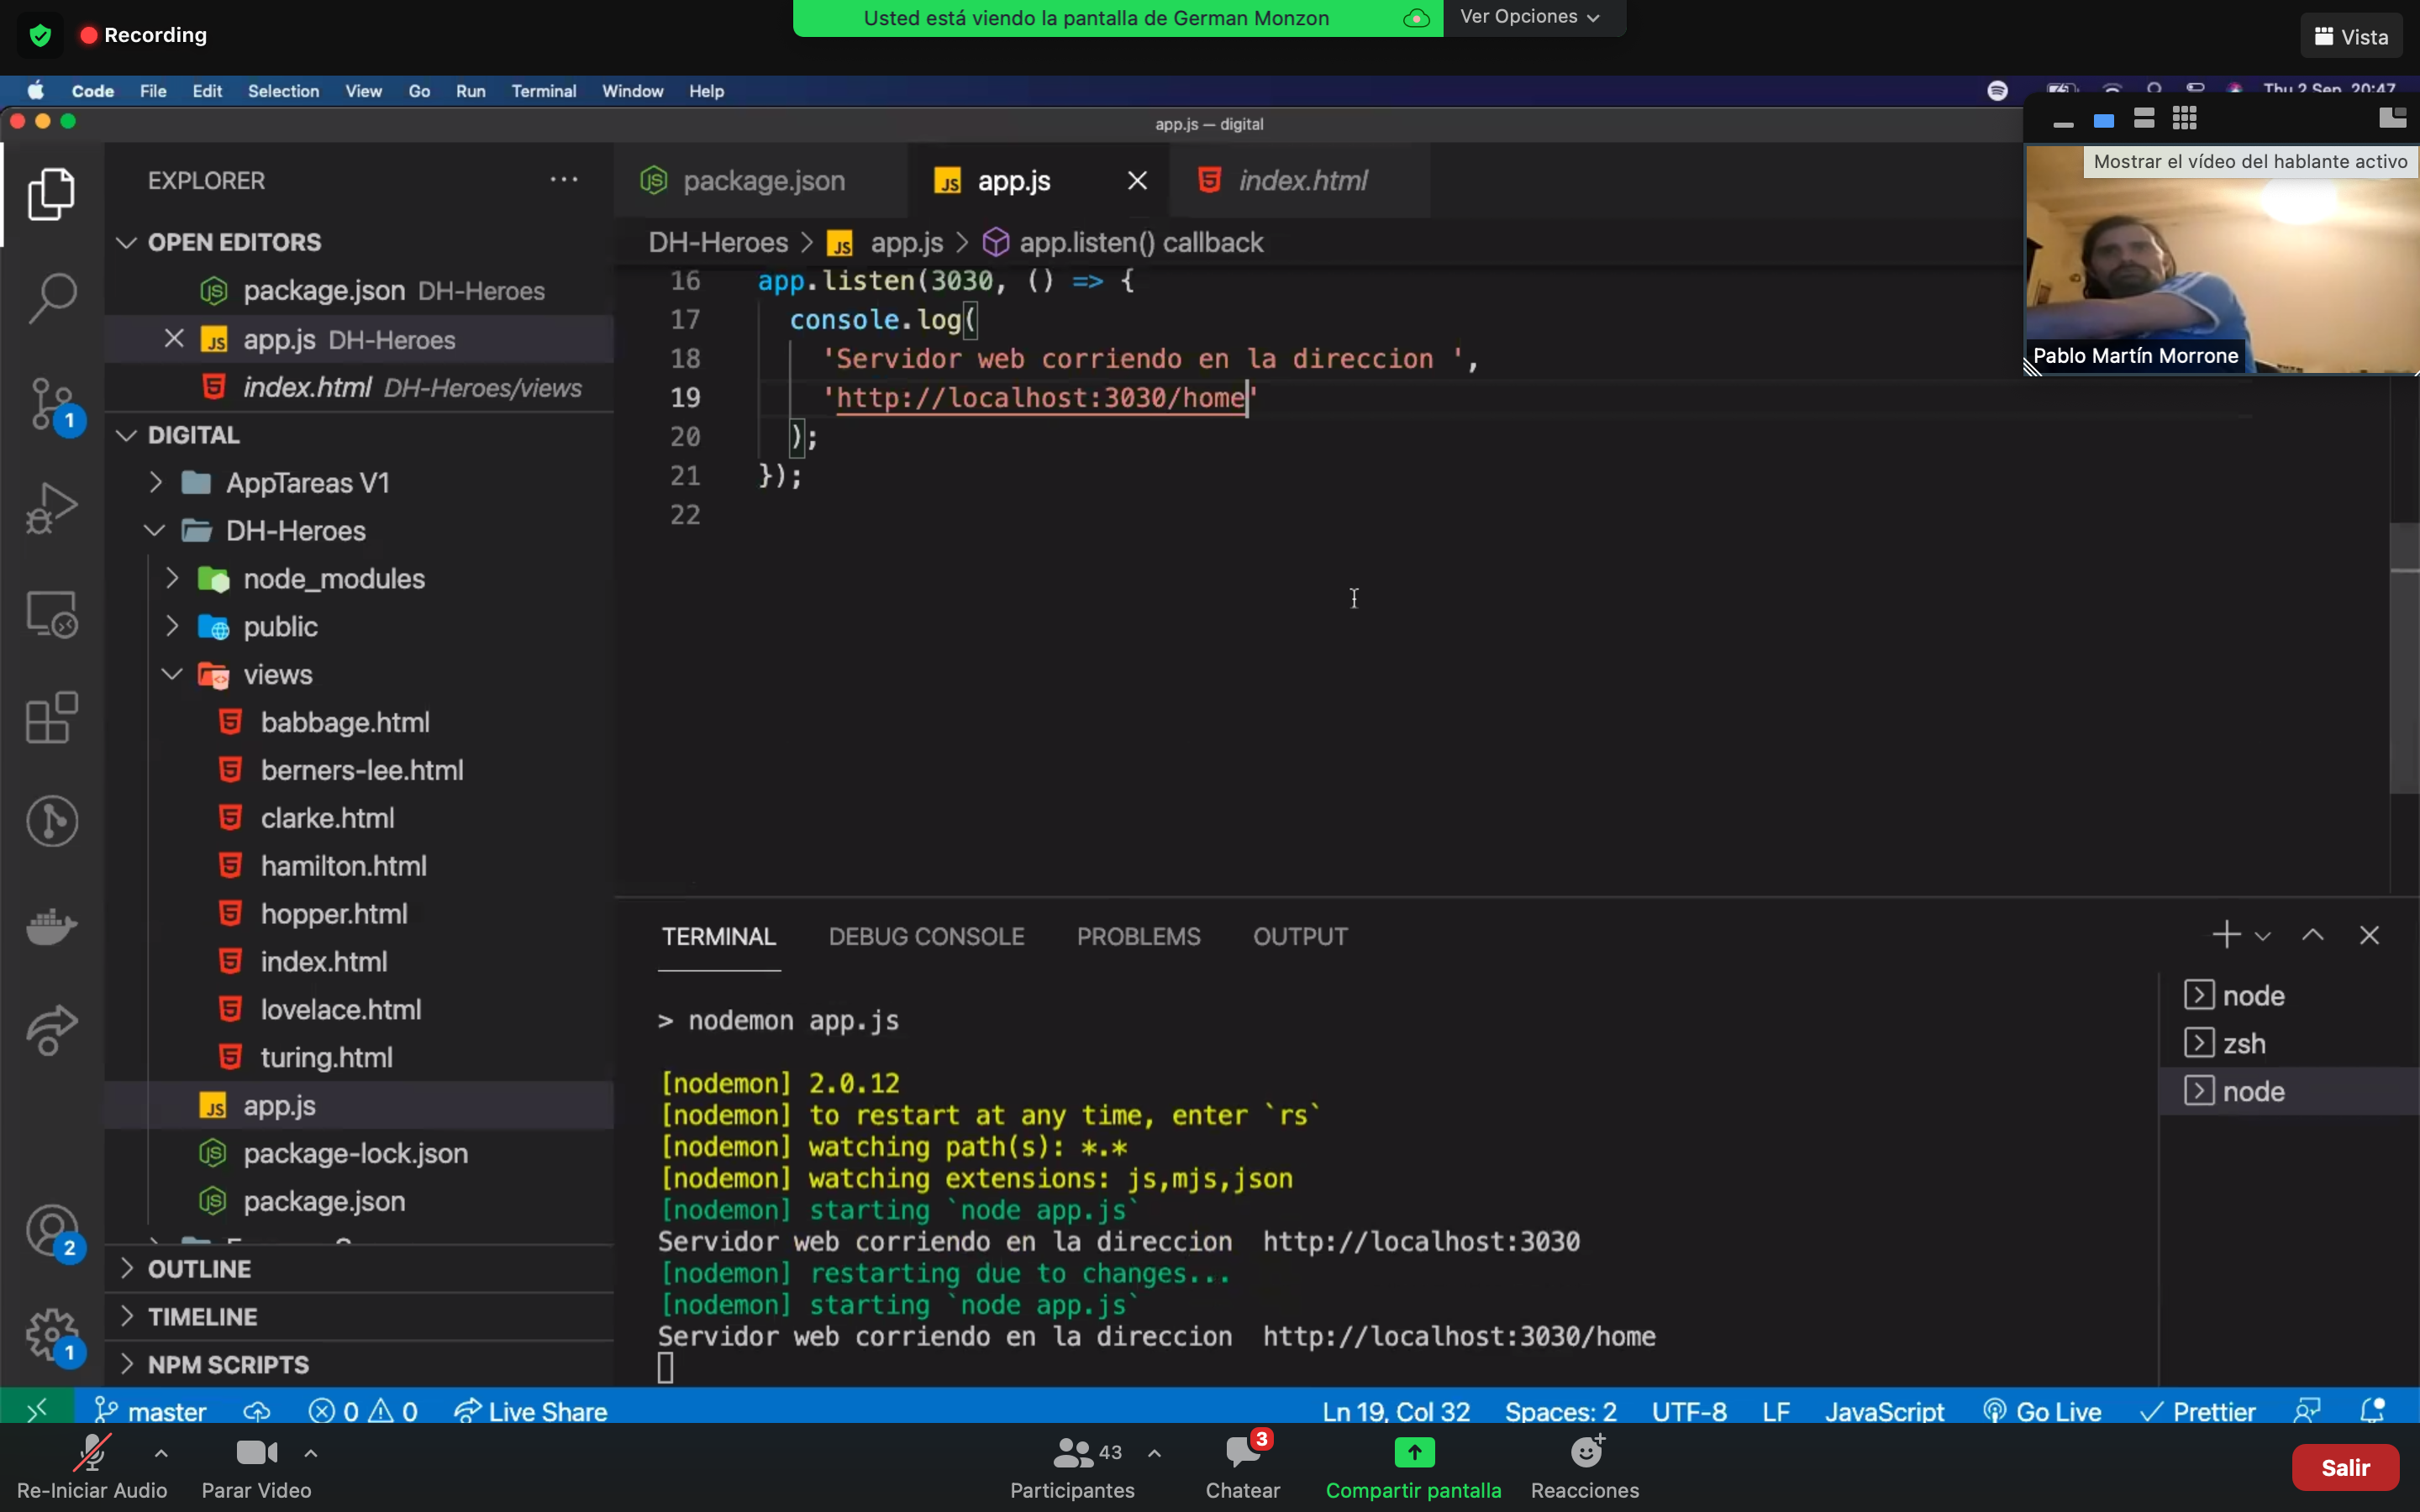 Recording
Usted está viendo la pantalla de German Monzon
Ver Opciones
Vista
Code File Edit Selection View Go Run Terminal Window Help
Thu 2 Sep 20:47
app.js — digital
Mostrar el vídeo del hablante activo
Pablo Martín Morrone
EXPLORER
OPEN EDITORS
package.json DH-Heroes
app.js DH-Heroes
index.html DH-Heroes/views
DIGITAL
AppTareas V1
DH-Heroes
node_modules
public
views
babbage.html
berners-lee.html
clarke.html
hamilton.html
hopper.html
index.html
lovelace.html
turing.html
app.js
package-lock.json
package.json
OUTLINE
TIMELINE
NPM SCRIPTS
package.json
app.js
index.html
DH-Heroes > app.js > app.listen() callback
16 app.listen(3030, () => {
17 console.log(
18 'Servidor web corriendo en la direccion ',
19 'http://localhost:3030/home'
20 );
21 });
22
TERMINAL DEBUG CONSOLE PROBLEMS OUTPUT
> nodemon app.js
[nodemon] 2.0.12
[nodemon] to restart at any time, enter `rs`
[nodemon] watching path(s): *.*
[nodemon] watching extensions: js,mjs,json
[nodemon] starting `node app.js`
Servidor web corriendo en la direccion  http://localhost:3030
[nodemon] restarting due to changes...
[nodemon] starting `node app.js`
Servidor web corriendo en la direccion  http://localhost:3030/home
node
zsh
node
1
2
1
master 0 0 Live Share
Ln 19, Col 32 Spaces: 2 UTF-8 LF JavaScript Go Live Prettier
Re-Iniciar Audio
Parar Video
43
Participantes
3
Chatear
Compartir pantalla
Reacciones
Salir